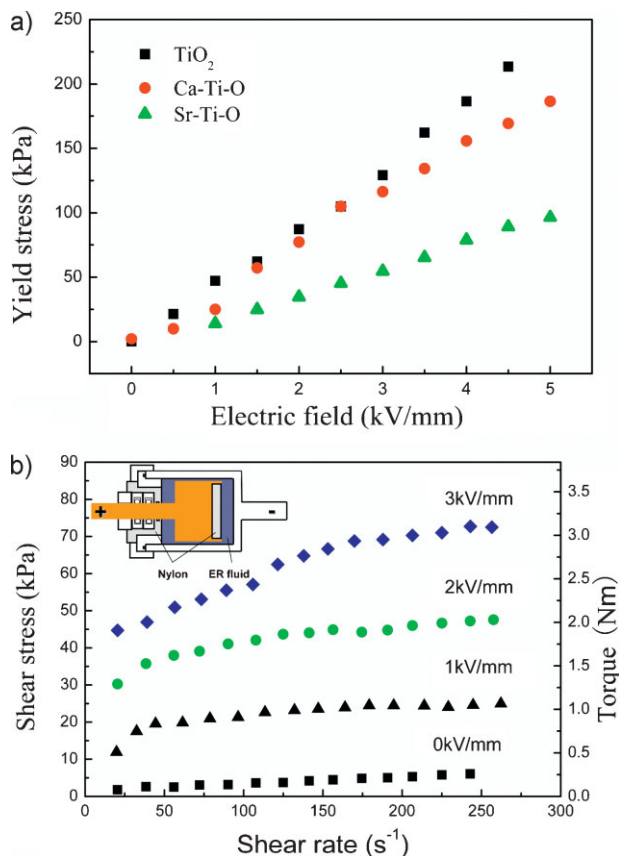 a)
250
200
150
100
50
0
Yield stress (kPa)
TiO2
Ca-Ti-O
Sr-Ti-O
0 1 2 3 4 5
Electric field (kV/mm)
b)
90
80
70
60
50
40
30
20
10
0
Shear stress (kPa)
+
-
Nylon ER fluid
3kV/mm
2kV/mm
1kV/mm
0kV/mm
3.5
3.0
2.5
2.0
1.5
1.0
0.5
0.0
Torque (Nm)
0 50 100 150 200 250 300
Shear rate (s⁻¹)